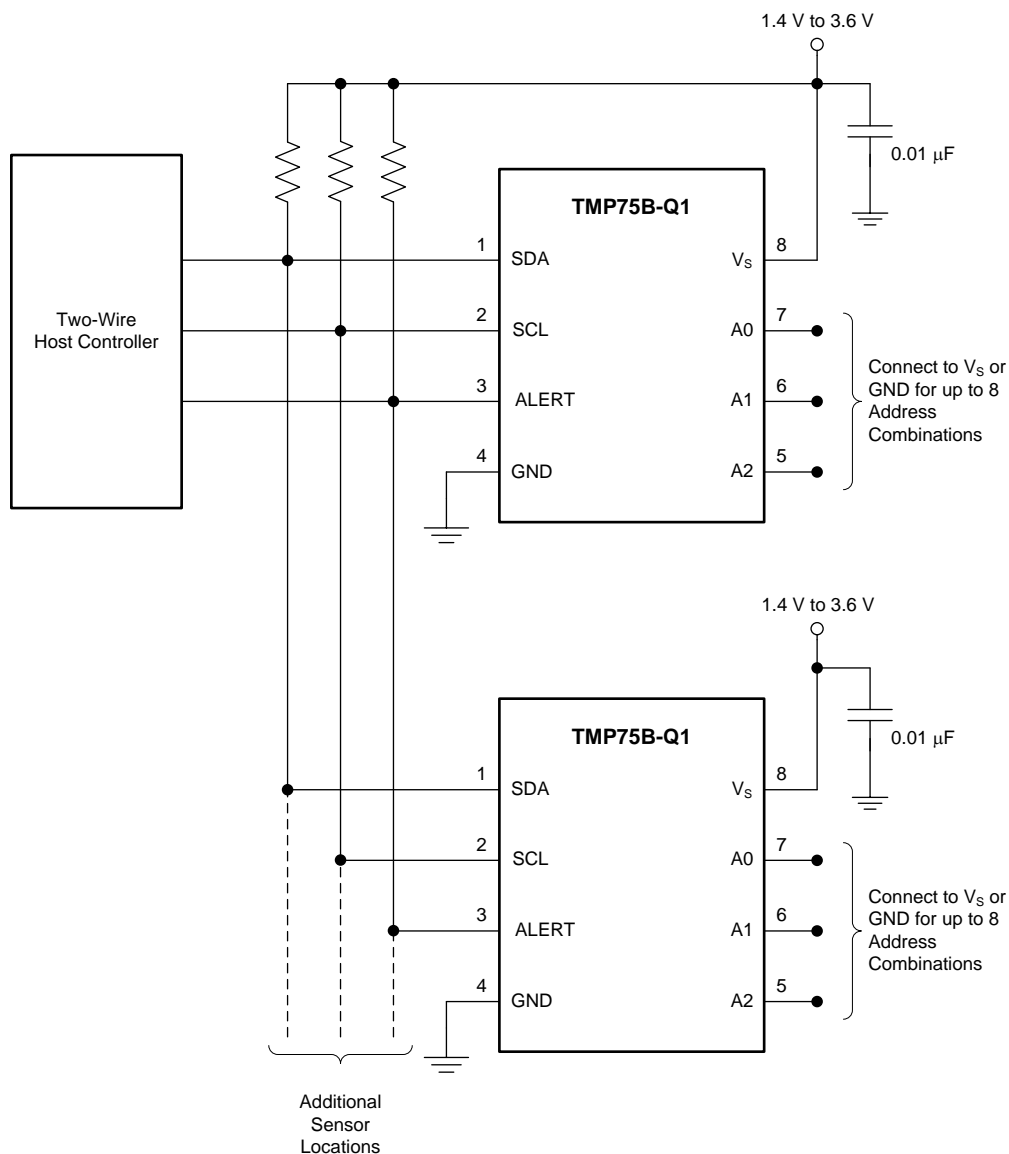 1.4 V to 3.6 V
0.01 μF
Two-Wire
Host Controller
TMP75B-Q1
1
SDA
2
SCL
3
ALERT
4
GND
8
VS
7
A0
6
A1
5
A2
Connect to VS or
GND for up to 8
Address
Combinations
1.4 V to 3.6 V
0.01 μF
TMP75B-Q1
1
SDA
2
SCL
3
ALERT
4
GND
8
VS
7
A0
6
A1
5
A2
Connect to VS or
GND for up to 8
Address
Combinations
Additional
Sensor
Locations